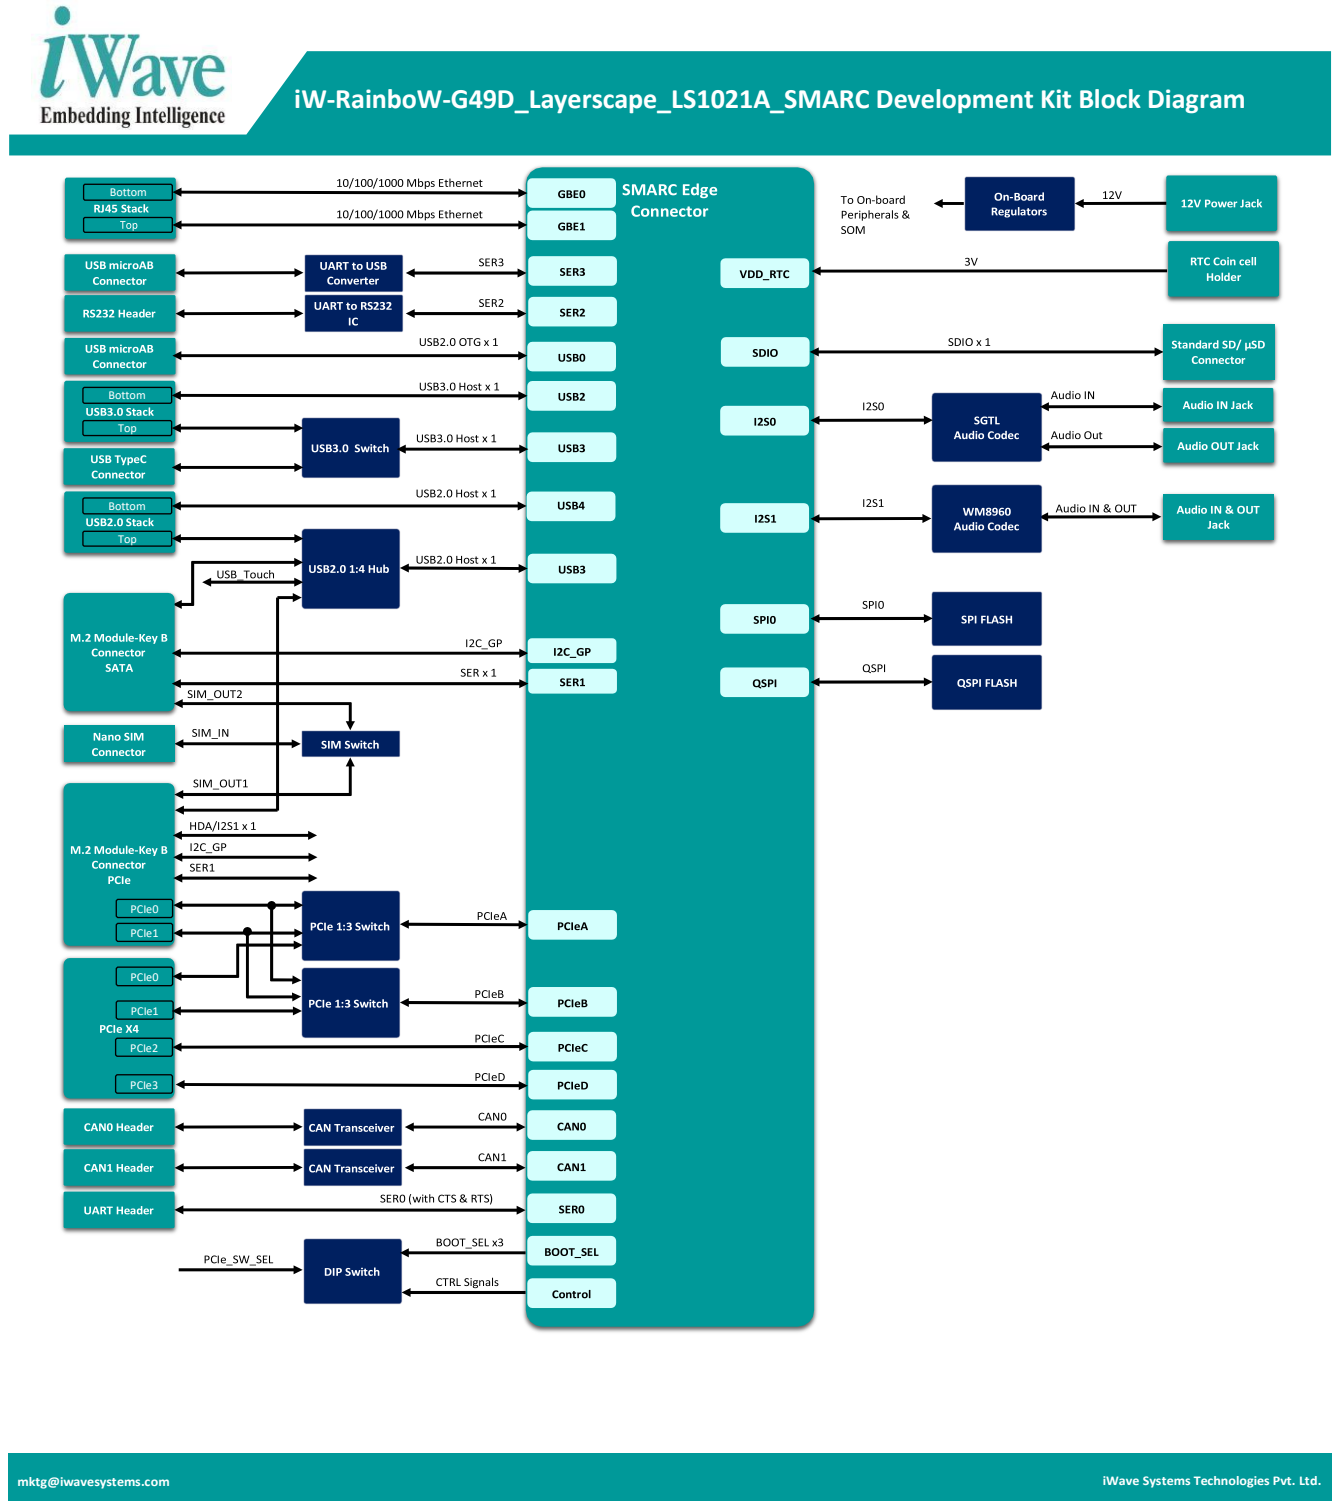 iWave
Embedding Intelligence
iW-RainboW-G49D_Layerscape_LS1021A_SMARC Development Kit Block Diagram
SMARC Edge
Connector
Bottom
RJ45 Stack
Top
10/100/1000 Mbps Ethernet
GBE0
10/100/1000 Mbps Ethernet
GBE1
USB microAB
Connector
UART to USB
Converter
SER3
SER3
RS232 Header
UART to RS232
IC
SER2
SER2
USB microAB
Connector
USB2.0 OTG x 1
USB0
Bottom
USB3.0 Stack
Top
USB3.0 Host x 1
USB2
USB TypeC
Connector
USB3.0 Switch
USB3.0 Host x 1
USB3
Bottom
USB2.0 Stack
Top
USB2.0 Host x 1
USB4
USB_Touch
USB2.0 1:4 Hub
USB2.0 Host x 1
USB3
M.2 Module-Key B
Connector
SATA
I2C_GP
I2C_GP
SER x 1
SER1
SIM_OUT2
Nano SIM
Connector
SIM_IN
SIM Switch
SIM_OUT1
M.2 Module-Key B
Connector
PCIe
HDA/I2S1 x 1
I2C_GP
SER1
PCIe0
PCIe1
PCIe 1:3 Switch
PCIeA
PCIeA
PCIe0
PCIe1
PCIe X4
PCIe2
PCIe3
PCIe 1:3 Switch
PCIeB
PCIeB
PCIeC
PCIeC
PCIeD
PCIeD
CAN0 Header
CAN Transceiver
CAN0
CAN0
CAN1 Header
CAN Transceiver
CAN1
CAN1
UART Header
SER0 (with CTS & RTS)
SER0
PCIe_SW_SEL
DIP Switch
BOOT_SEL x3
BOOT_SEL
CTRL Signals
Control
To On-board
Peripherals &
SOM
On-Board
Regulators
12V
12V Power Jack
VDD_RTC
3V
RTC Coin cell
Holder
SDIO
SDIO x 1
Standard SD/ µSD
Connector
I2S0
I2S0
SGTL
Audio Codec
Audio IN
Audio IN Jack
Audio Out
Audio OUT Jack
I2S1
I2S1
WM8960
Audio Codec
Audio IN & OUT
Audio IN & OUT
Jack
SPI0
SPI0
SPI FLASH
QSPI
QSPI
QSPI FLASH
mktg@iwavesystems.com
iWave Systems Technologies Pvt. Ltd.